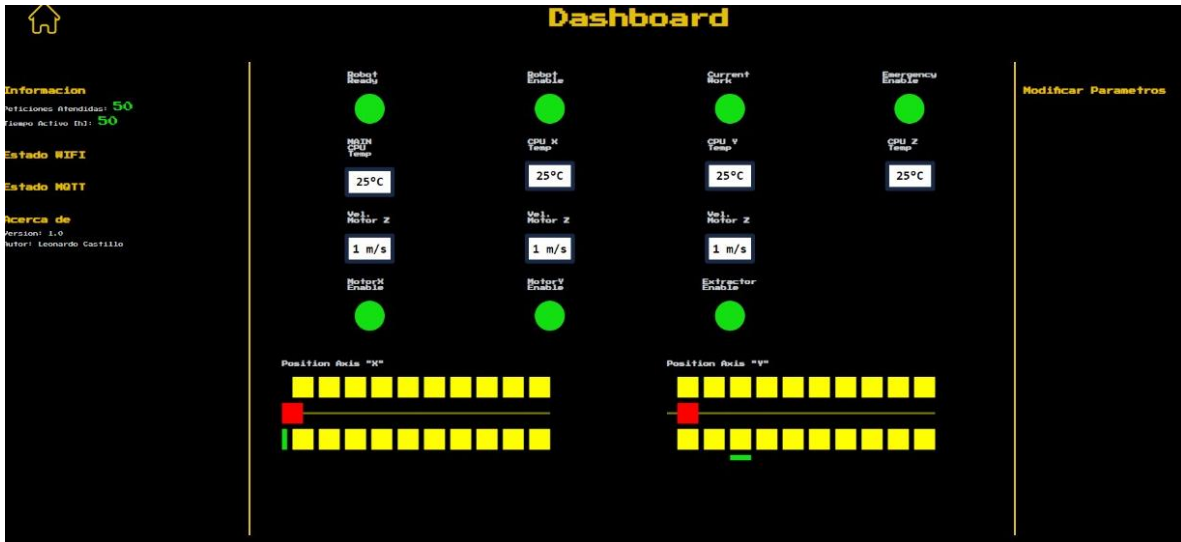 Dashboard
Informacion
Peticiones Atendidas: 50
Tiempo Activo [h]: 50
Estado WIFI
Estado MQTT
Acerca de
Version: 1.0
Autor: Leonardo Castillo
Robot
Ready
Robot
Enable
Current
Work
Emergency
Enable
MAIN
CPU
Temp
CPU X
Temp
CPU Y
Temp
CPU Z
Temp
25°C
25°C
25°C
25°C
Vel.
Motor Z
Vel.
Motor Z
Vel.
Motor Z
1 m/s
1 m/s
1 m/s
MotorX
Enable
MotorY
Enable
Extractor
Enable
Position Axis "X"
Position Axis "Y"
Modificar Parametros